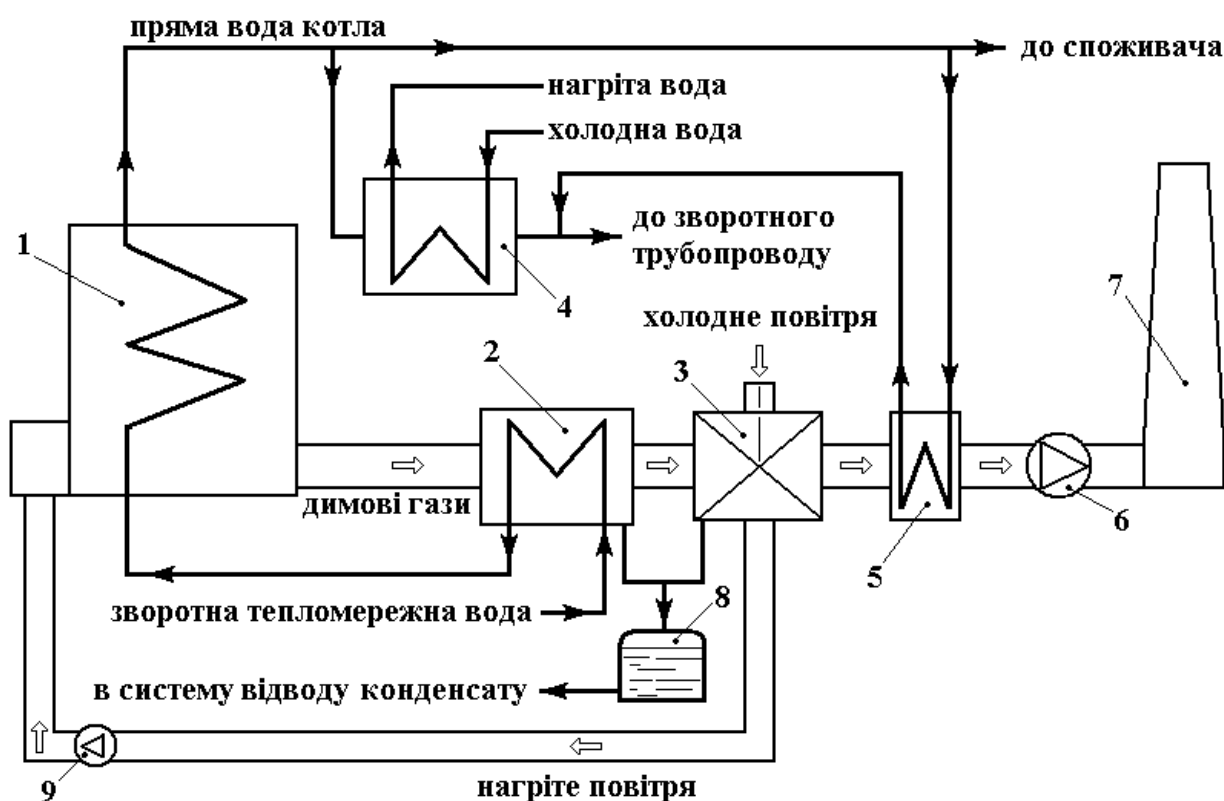 пряма вода котла
до споживача
нагріта вода
холодна вода
1
до зворотного
трубопроводу
4
7
холодне повітря
2
3
димові гази
6
5
зворотна тепломережна вода
8
в систему відводу конденсату
9
нагріте повітря